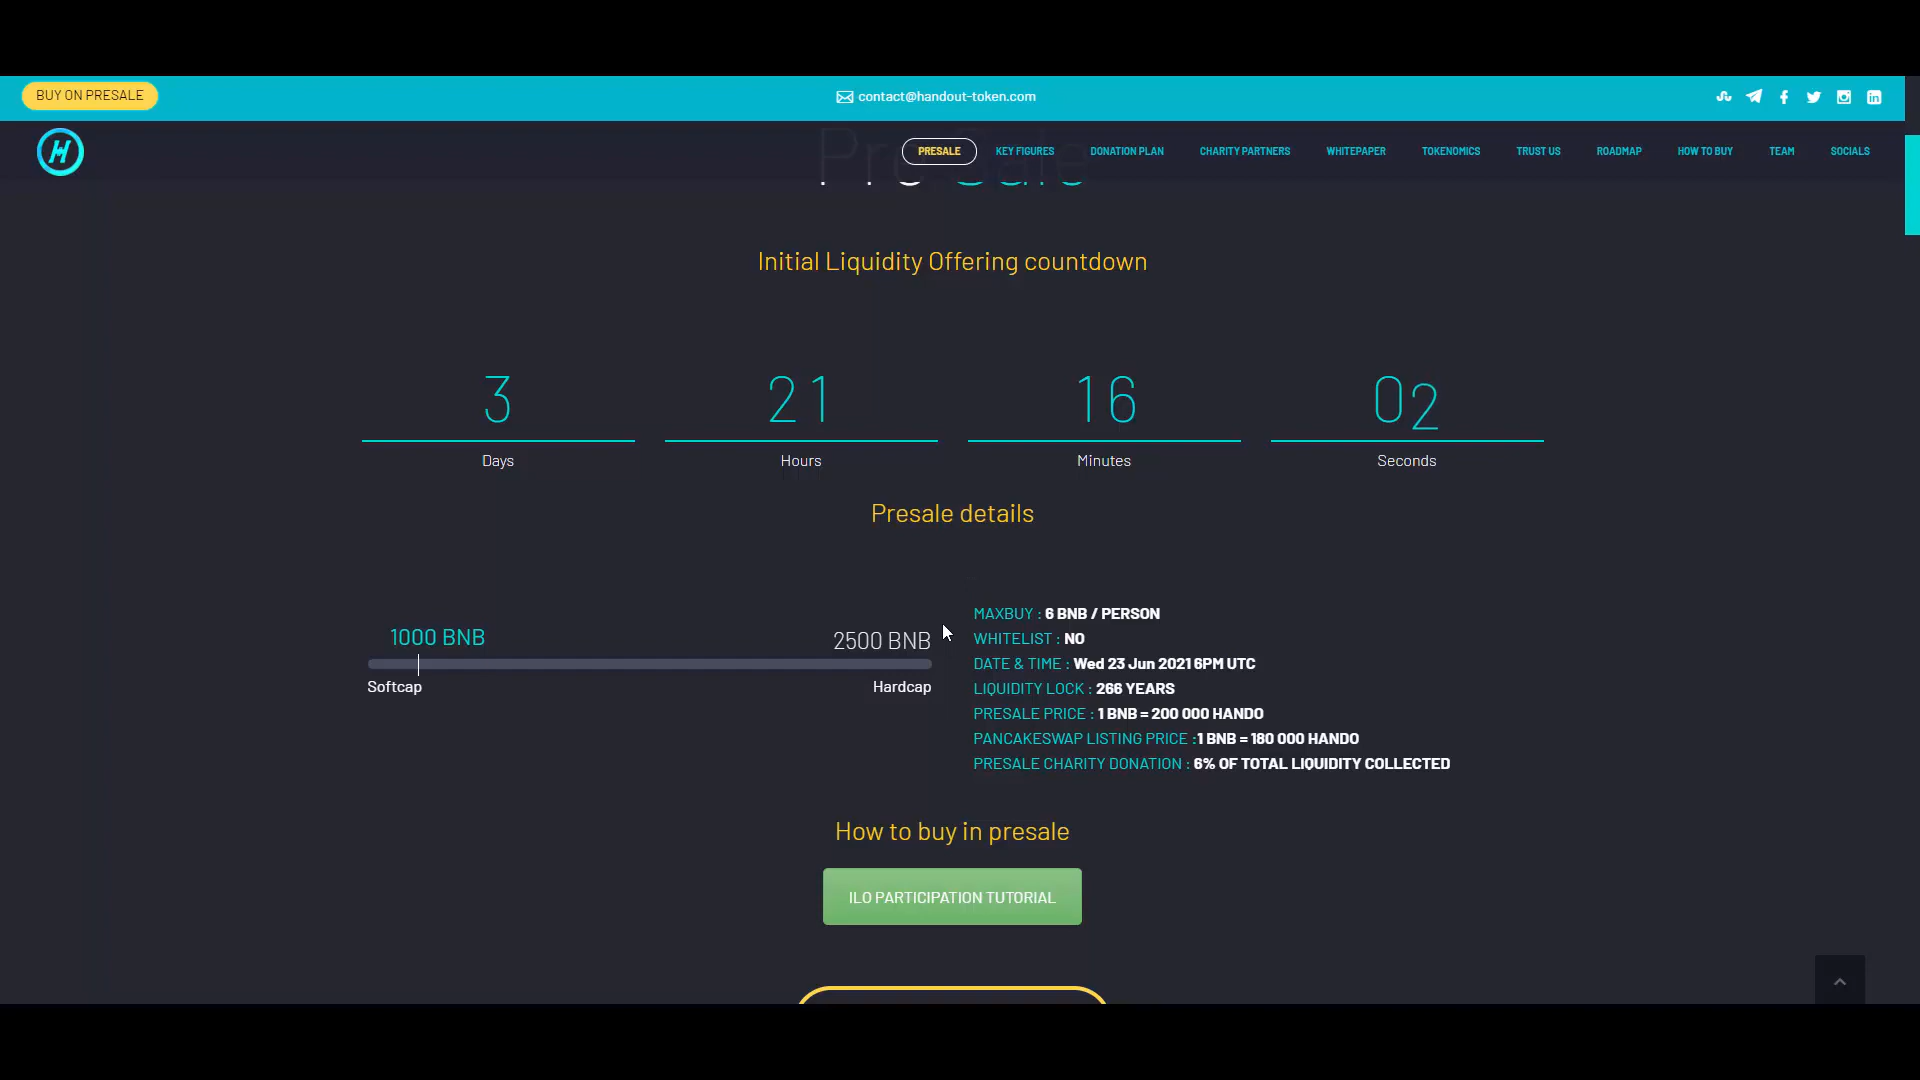 BUY ON PRESALE
contact@handout-token.com
H
PRESALE KEY FIGURES DONATION PLAN CHARITY PARTNERS WHITEPAPER TOKENOMICS TRUST US ROADMAP HOW TO BUY TEAM SOCIALS
Pre Sale
Initial Liquidity Offering countdown
3 21 16 02
Days Hours Minutes Seconds
Presale details
1000 BNB 2500 BNB
Softcap Hardcap
MAXBUY : 6 BNB / PERSON
WHITELIST : NO
DATE & TIME : Wed 23 Jun 2021 6PM UTC
LIQUIDITY LOCK : 266 YEARS
PRESALE PRICE : 1 BNB = 200 000 HANDO
PANCAKESWAP LISTING PRICE :1 BNB = 180 000 HANDO
PRESALE CHARITY DONATION : 6% OF TOTAL LIQUIDITY COLLECTED
How to buy in presale
ILO PARTICIPATION TUTORIAL